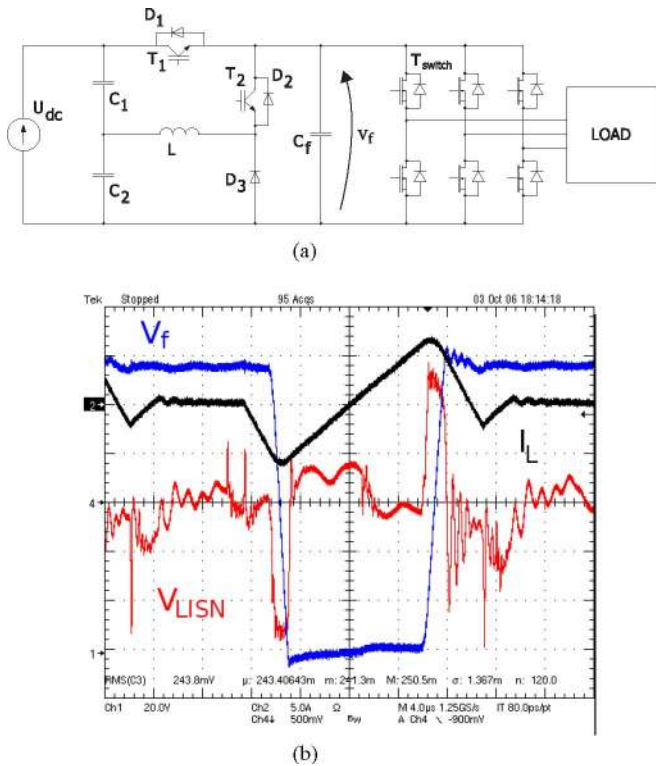 D1
T1
T2
D2
Tswitch
C1
Udc
L
Cf
vf
LOAD
C2
D3
(a)
Tek Stopped 95 Acqs 03 Oct 06 18:14:18
Vf
2
IL
4
VLISN
1
RMS(C3) 243.8mV µ: 243.40643m m: 241.3m M: 250.5m σ: 1.367m n: 120.0
Ch1 20.0V Ch2 5.0A Ω M 4.0µs 1.25GS/s IT 80.0ps/pt
Ch4 500mV BW A Ch4 -900mV
(b)